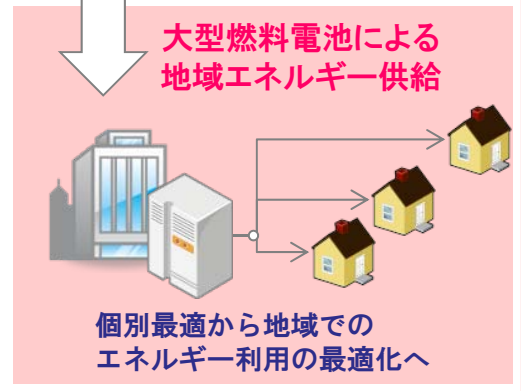 大型燃料電池による
地域エネルギー供給
個別最適から地域での
エネルギー利用の最適化へ